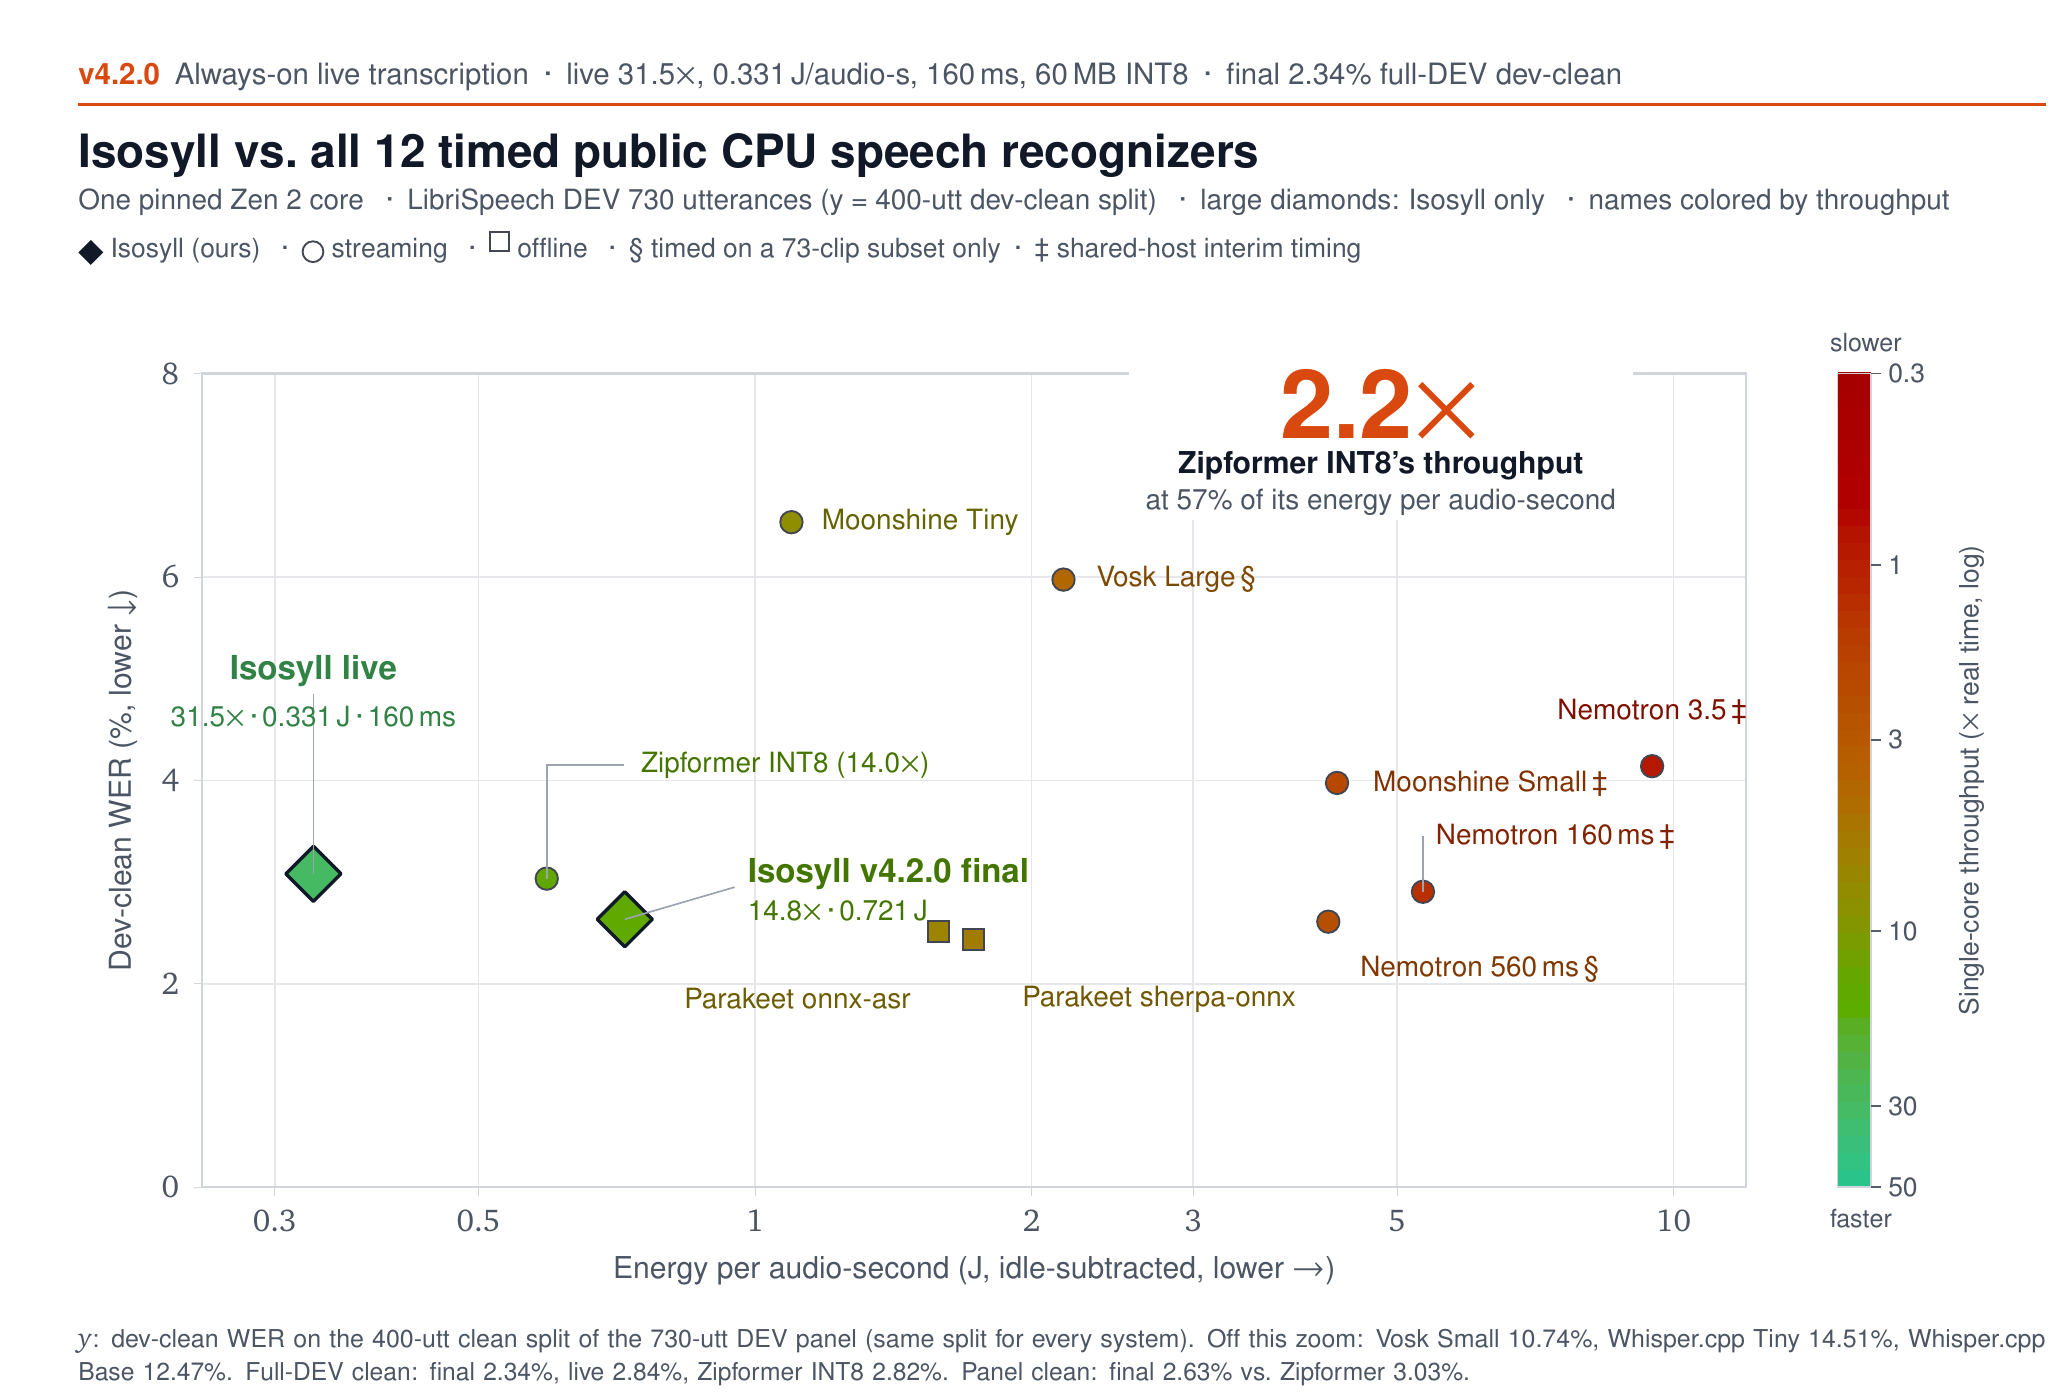 v4.2.0 Always-on live transcription · live 31.5×, 0.331 J/audio-s, 160 ms, 60 MB INT8 · final 2.34% full-DEV dev-clean
Isosyll vs. all 12 timed public CPU speech recognizers
One pinned Zen 2 core · LibriSpeech DEV 730 utterances (y = 400-utt dev-clean split) · large diamonds: Isosyll only · names colored by throughput
Isosyll (ours) · streaming · offline · § timed on a 73-clip subset only · ‡ shared-host interim timing
slower
0.3
1
3
10
30
50
faster
Single-core throughput (× real time, log)
8
6
4
2
0
Dev-clean WER (%, lower ↓)
2.2×
Zipformer INT8’s throughput
at 57% of its energy per audio-second
Moonshine Tiny
Vosk Large §
Isosyll live
31.5× · 0.331 J · 160 ms
Nemotron 3.5 ‡
Zipformer INT8 (14.0×)
Moonshine Small ‡
Nemotron 160 ms ‡
Isosyll v4.2.0 final
14.8× · 0.721 J
Nemotron 560 ms §
Parakeet onnx-asr
Parakeet sherpa-onnx
0.3 0.5 1 2 3 5 10
Energy per audio-second (J, idle-subtracted, lower →)
y: dev-clean WER on the 400-utt clean split of the 730-utt DEV panel (same split for every system). Off this zoom: Vosk Small 10.74%, Whisper.cpp Tiny 14.51%, Whisper.cpp
Base 12.47%. Full-DEV clean: final 2.34%, live 2.84%, Zipformer INT8 2.82%. Panel clean: final 2.63% vs. Zipformer 3.03%.